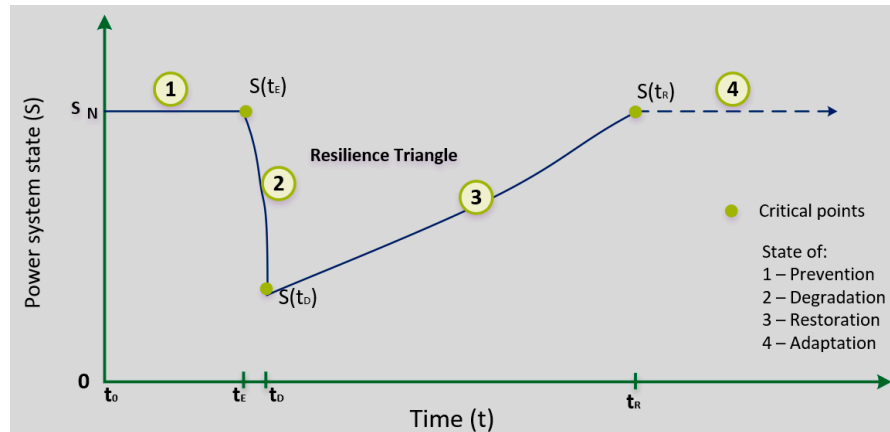 1
S(tE)
S(tR)
4
S N
Resilience Triangle
2
3
Power system state (S)
Critical points
S(tD)
State of:
1 – Prevention
2 – Degradation
3 – Restoration
4 – Adaptation
0
t0
tE
tD
tR
Time (t)